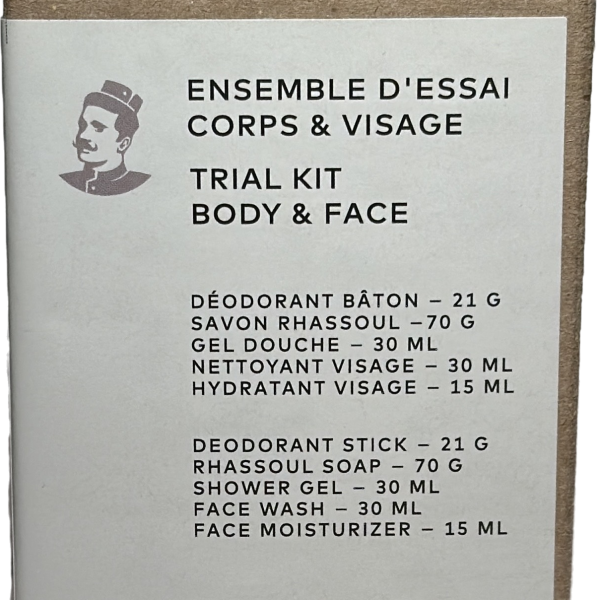 ENSEMBLE D'ESSAI
CORPS & VISAGE
TRIAL KIT
BODY & FACE
DÉODORANT BÂTON – 21 G
SAVON RHASSOUL –70 G
GEL DOUCHE – 30 ML
NETTOYANT VISAGE – 30 ML
HYDRATANT VISAGE – 15 ML
DEODORANT STICK – 21 G
RHASSOUL SOAP – 70 G
SHOWER GEL – 30 ML
FACE WASH – 30 ML
FACE MOISTURIZER – 15 ML